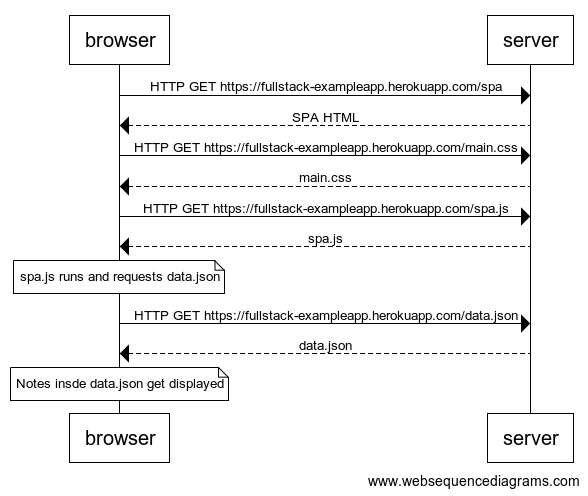 browser
server
HTTP GET https://fullstack-exampleapp.herokuapp.com/spa
SPA HTML
HTTP GET https://fullstack-exampleapp.herokuapp.com/main.css
main.css
HTTP GET https://fullstack-exampleapp.herokuapp.com/spa.js
spa.js
spa.js runs and requests data.json
HTTP GET https://fullstack-exampleapp.herokuapp.com/data.json
data.json
Notes insde data.json get displayed
browser
server
www.websequencediagrams.com